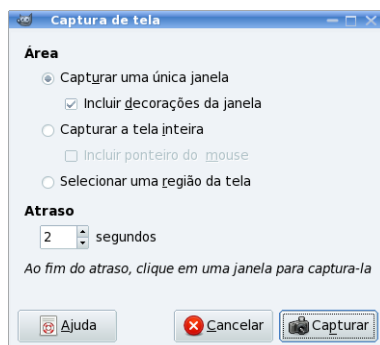 Captura de tela
Área
Capturar uma única janela
Incluir decorações da janela
Capturar a tela inteira
Incluir ponteiro do mouse
Selecionar uma região da tela
Atraso
2 segundos
Ao fim do atraso, clique em uma janela para captura-la
Ajuda Cancelar Capturar